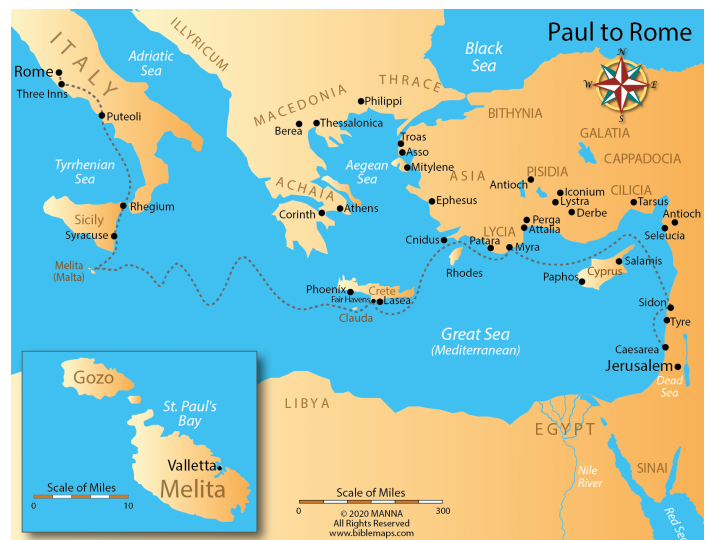 Paul to Rome
N
W
E
S
ILLYRICUM
Black
Sea
ITALY
Adriatic
Sea
Rome
Three Inns
Puteoli
THRACE
MACEDONIA
Philippi
Thessalonica
Berea
BITHYNIA
GALATIA
CAPPADOCIA
Troas
Asso
Mitylene
Aegean
Sea
Tyrrhenian
Sea
ASIA
PISIDIA
Antioch
Iconium
Lystra
Derbe
CILICIA
Tarsus
ACHAIA
Athens
Corinth
Ephesus
Rhegium
Sicily
Syracuse
Antioch
Seleucia
Perga
Attalia
LYCIA
Cnidus
Patara
Myra
Rhodes
Melita
(Malta)
Salamis
Cyprus
Paphos
Phoenix
Crete
Fair Havens
Lasea
Clauda
Sidon
Tyre
Great Sea
(Mediterranean)
Caesarea
Jerusalem
Dead
Sea
Gozo
St. Paul's
Bay
Valletta
Melita
Scale of Miles
0
10
LIBYA
EGYPT
Nile
River
SINAI
Red Sea
Scale of Miles
0
300
© 2020 MANNA
All Rights Reserved
www.biblemaps.com